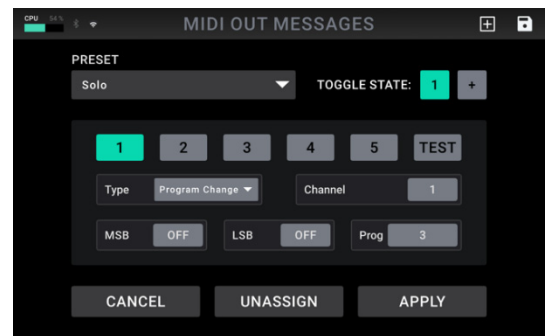 CPU 54%
MIDI OUT MESSAGES
PRESET
Solo
TOGGLE STATE: 1 +
1 2 3 4 5 TEST
Type Program Change Channel 1
MSB OFF LSB OFF Prog 3
CANCEL UNASSIGN APPLY